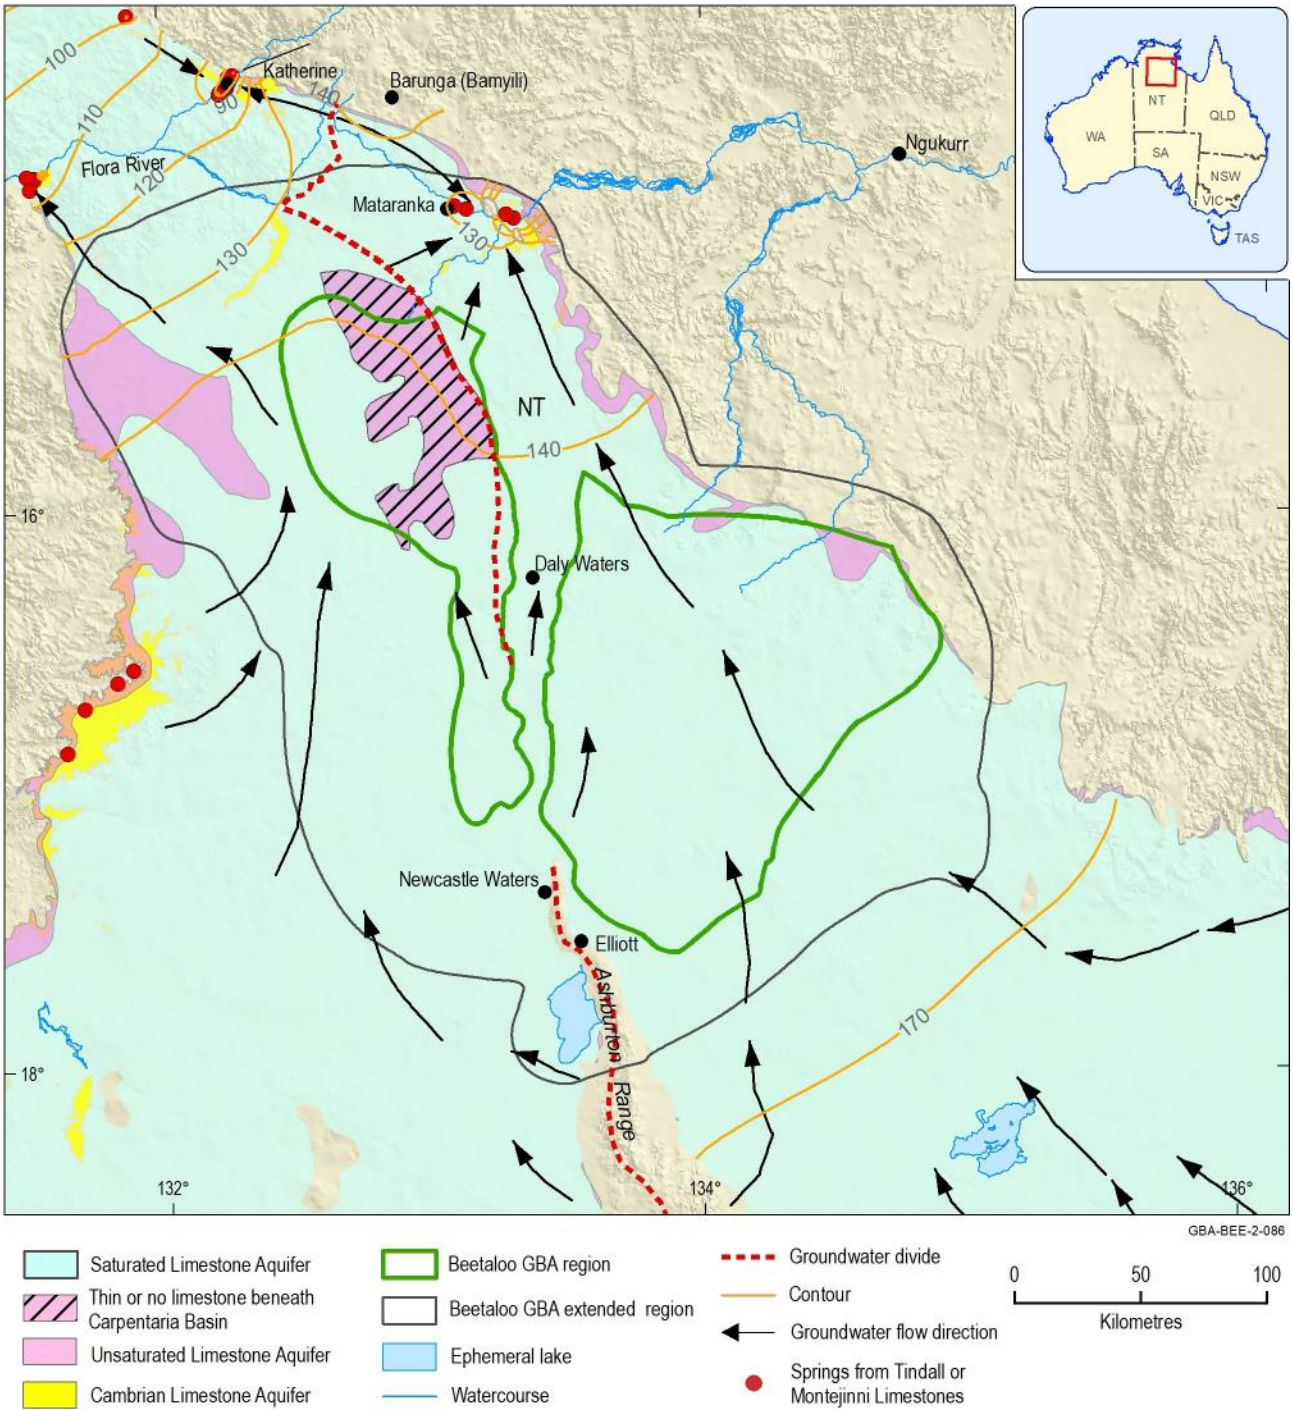 100
Katherine
140
90
Barunga (Bamyili)
110
Flora River
120
Ngukurr
Mataranka
130
130
NT
140
16°
Daly Waters
Newcastle Waters
Elliott
Ashburton Range
170
18°
132°
134°
136°
WA
NT
QLD
SA
NSW
VIC
TAS
GBA-BEE-2-086
Saturated Limestone Aquifer
Thin or no limestone beneath
Carpentaria Basin
Unsaturated Limestone Aquifer
Cambrian Limestone Aquifer
Beetaloo GBA region
Beetaloo GBA extended region
Ephemeral lake
Watercourse
Groundwater divide
Contour
Groundwater flow direction
Springs from Tindall or
Montejinni Limestones
0 50 100
Kilometres